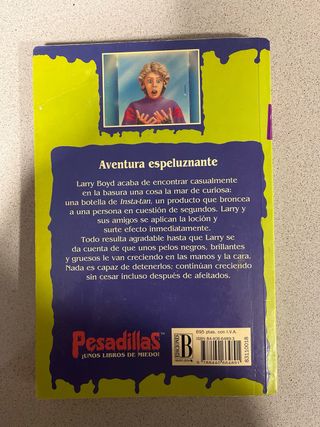 Aventura espeluznante
Larry Boyd acaba de encontrar casualmente
en la basura una cosa la mar de curiosa:
una botella de Insta-tan, un producto que broncea
a una persona en cuestión de segundos. Larry y
sus amigos se aplican la loción y
surte efecto inmediatamente.
Todo resulta agradable hasta que Larry se
da cuenta de que unos pelos negros, brillantes
y gruesos le van creciendo en las manos y la cara.
Nada es capaz de detenerlos: continúan creciendo
sin cesar incluso después de afeitados.
Pesadillas
¡UNOS LIBROS DE MIEDO!
695 ptas. con I.V.A.
B
83110018